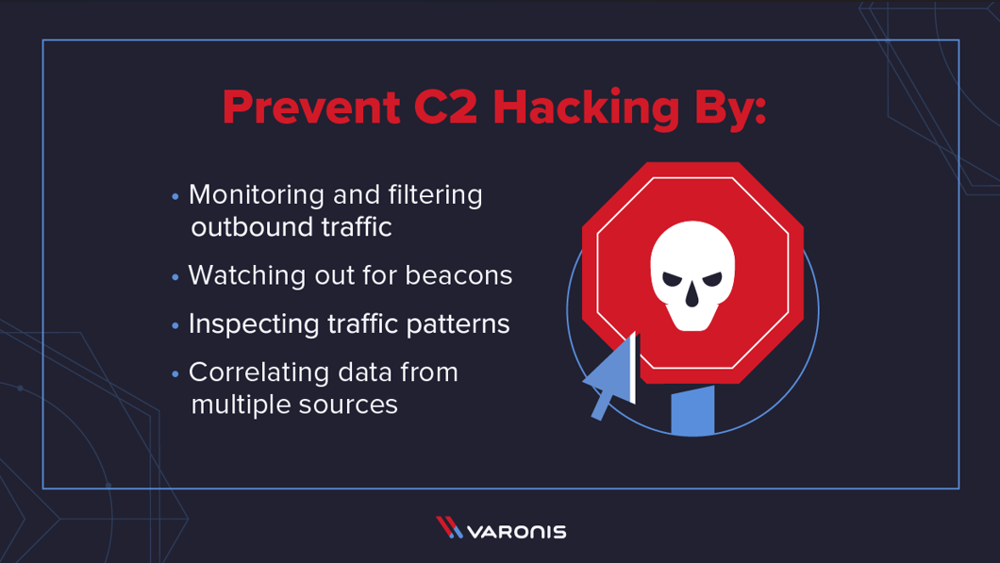 Prevent C2 Hacking By:
• Monitoring and filtering
outbound traffic
• Watching out for beacons
• Inspecting traffic patterns
• Correlating data from
multiple sources
VARONIS